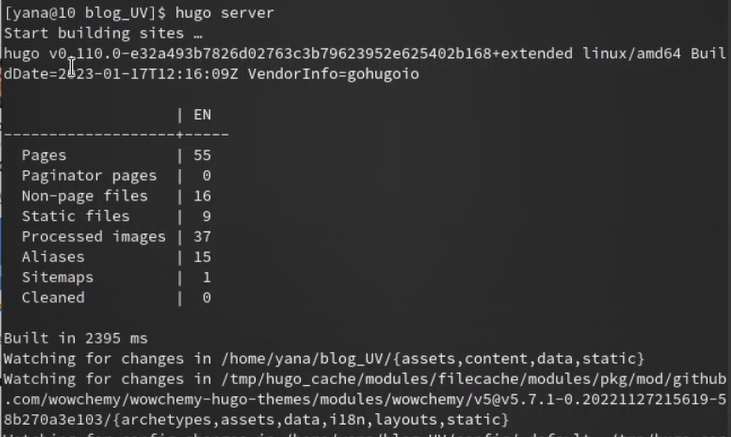 [yana@10 blog_UV]$ hugo server
Start building sites …
hugo v0.110.0-e32a493b7826d02763c3b79623952e625402b168+extended linux/amd64 Buil
dDate=2023-01-17T12:16:09Z VendorInfo=gohugoio
| EN
-------------------+-----
Pages | 55
Paginator pages | 0
Non-page files | 16
Static files | 9
Processed images | 37
Aliases | 15
Sitemaps | 1
Cleaned | 0
Built in 2395 ms
Watching for changes in /home/yana/blog_UV/{assets,content,data,static}
Watching for changes in /tmp/hugo_cache/modules/filecache/modules/pkg/mod/github
.com/wowchemy/wowchemy-hugo-themes/modules/wowchemy/v5@v5.7.1-0.20221127215619-5
8b270a3e103/{archetypes,assets,data,i18n,layouts,static}